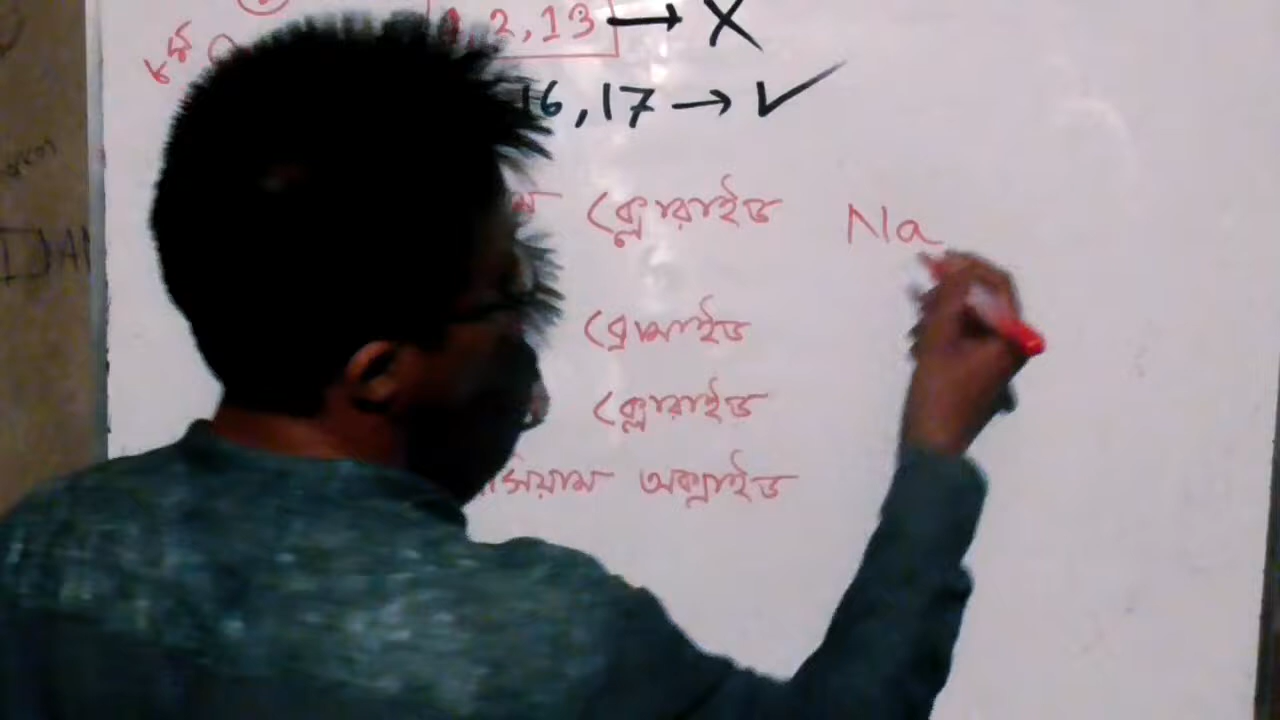 1, 2, 13 → X
16, 17 → ✓
ক্লোরাইড Na
ব্রোমাইড
ক্লোরাইড
সিয়াম অক্সাইড